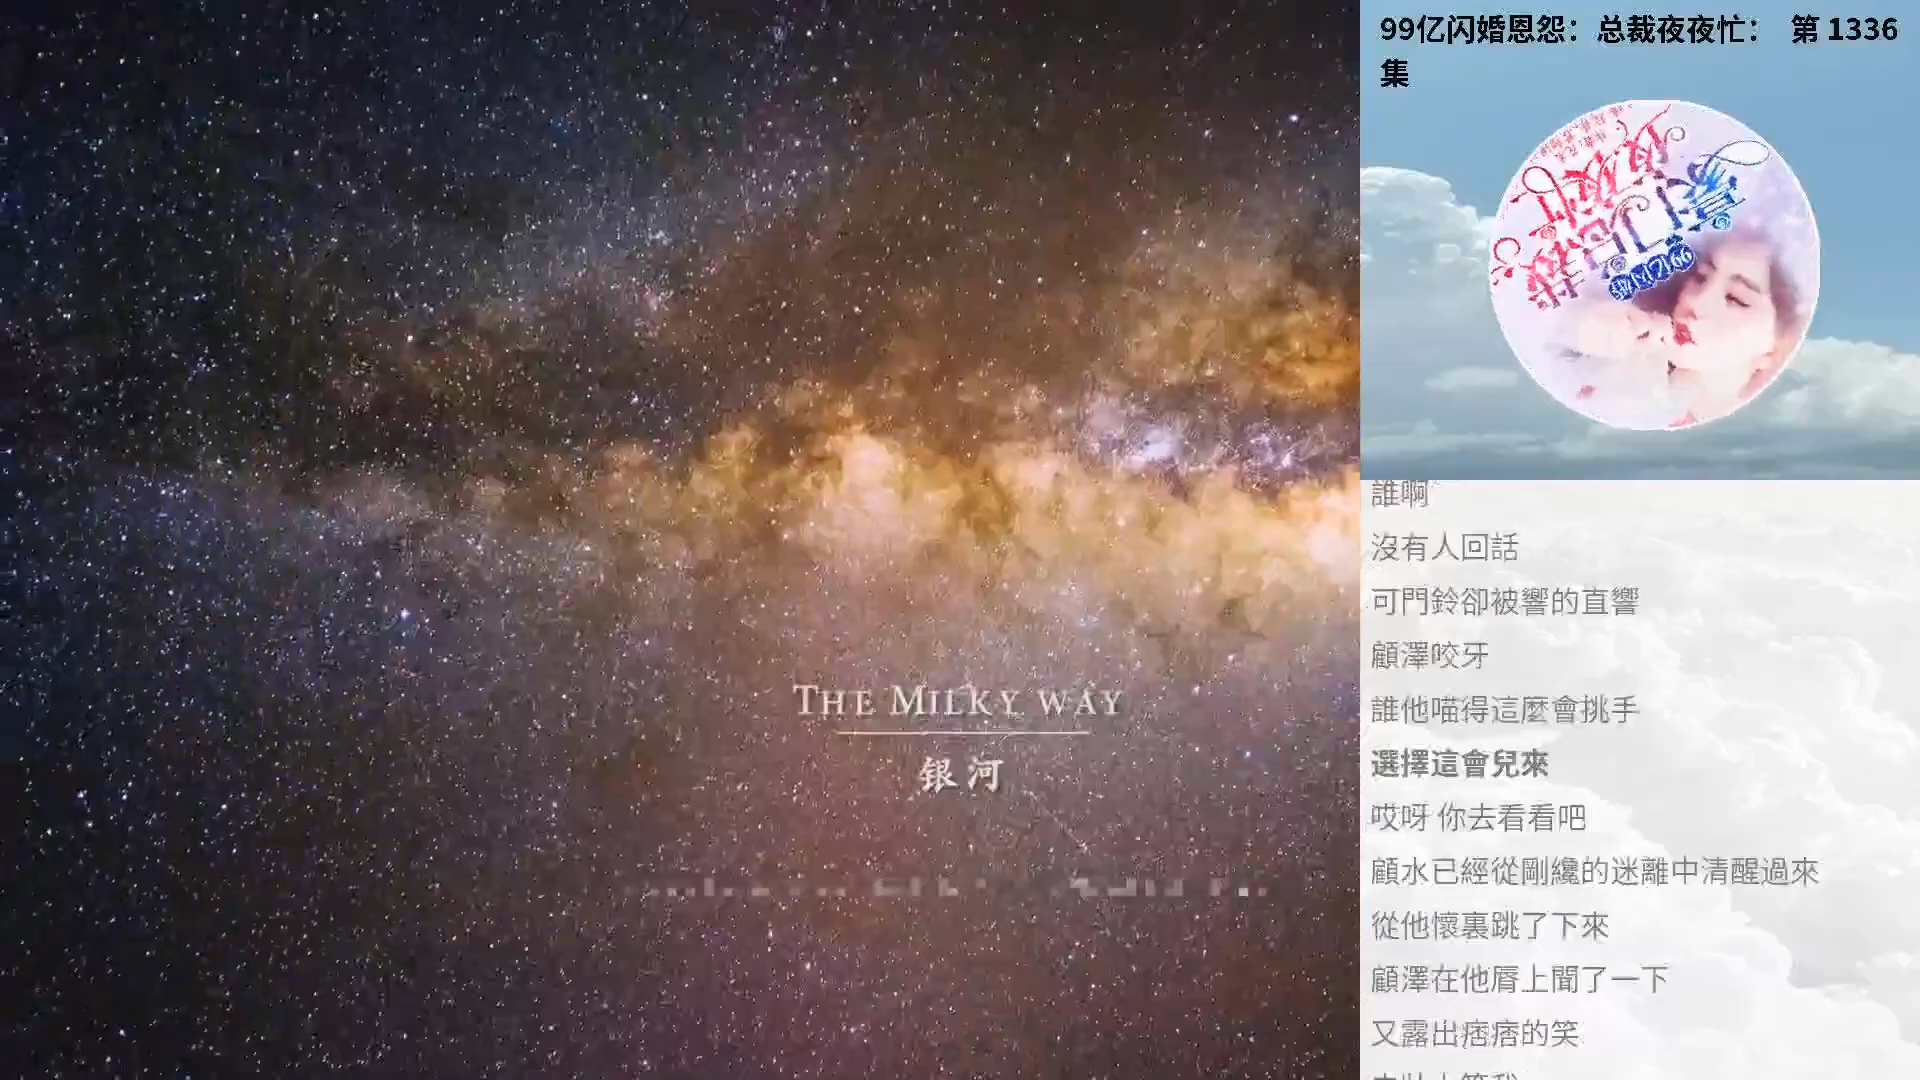 THE MILKY WAY
银河
99亿闪婚恩怨：总裁夜夜忙： 第 1336
集
誰啊
沒有人回話
可門鈴卻被響的直響
顧澤咬牙
誰他喵得這麼會挑手
選擇這會兒來
哎呀 你去看看吧
顧水已經從剛纔的迷離中清醒過來
從他懷裏跳了下來
顧澤在他脣上聞了一下
又露出痞痞的笑